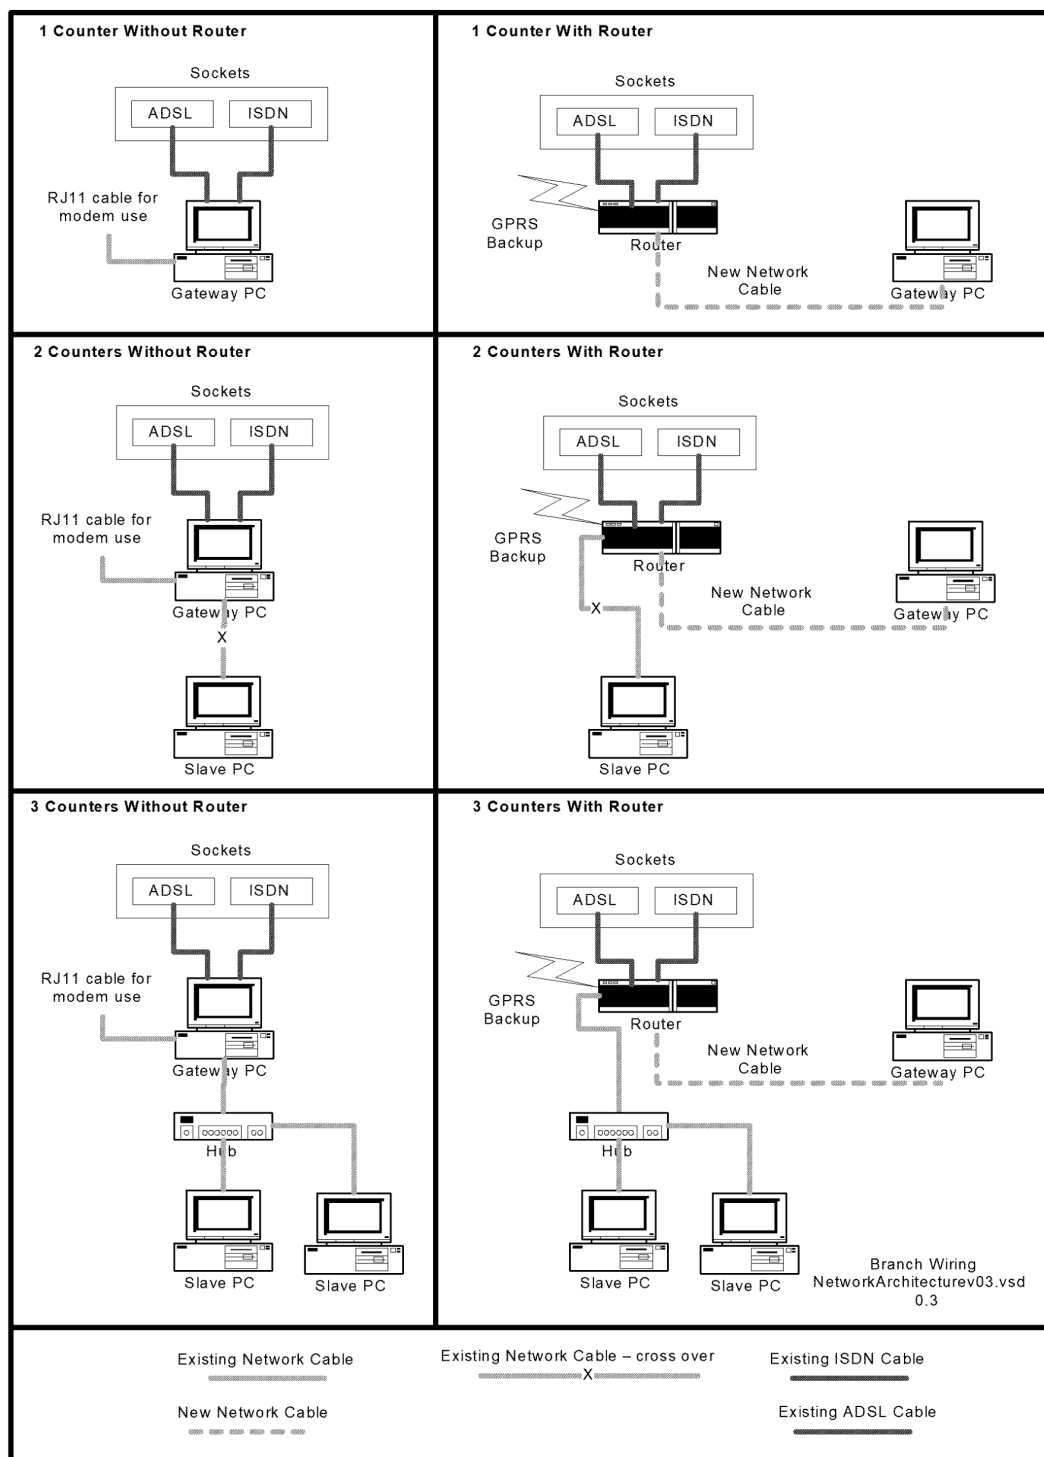 1 Counter Without Router
Sockets
ADSL
ISDN
RJ11 cable for
modem use
Gateway PC
1 Counter With Router
Sockets
ADSL
ISDN
GPRS
Backup
Router
New Network
Cable
Gateway PC
2 Counters Without Router
Sockets
ADSL
ISDN
RJ11 cable for
modem use
Gateway PC
X
Slave PC
2 Counters With Router
Sockets
ADSL
ISDN
GPRS
Backup
Router
New Network
Cable
Gateway PC
X
Slave PC
3 Counters Without Router
Sockets
ADSL
ISDN
RJ11 cable for
modem use
Gateway PC
Hub
Slave PC
Slave PC
3 Counters With Router
Sockets
ADSL
ISDN
GPRS
Backup
Router
New Network
Cable
Gateway PC
Hub
Slave PC
Slave PC
Branch Wiring
NetworkArchitecturev03.vsd
0.3
Existing Network Cable
Existing Network Cable – cross over
X
Existing ISDN Cable
New Network Cable
Existing ADSL Cable